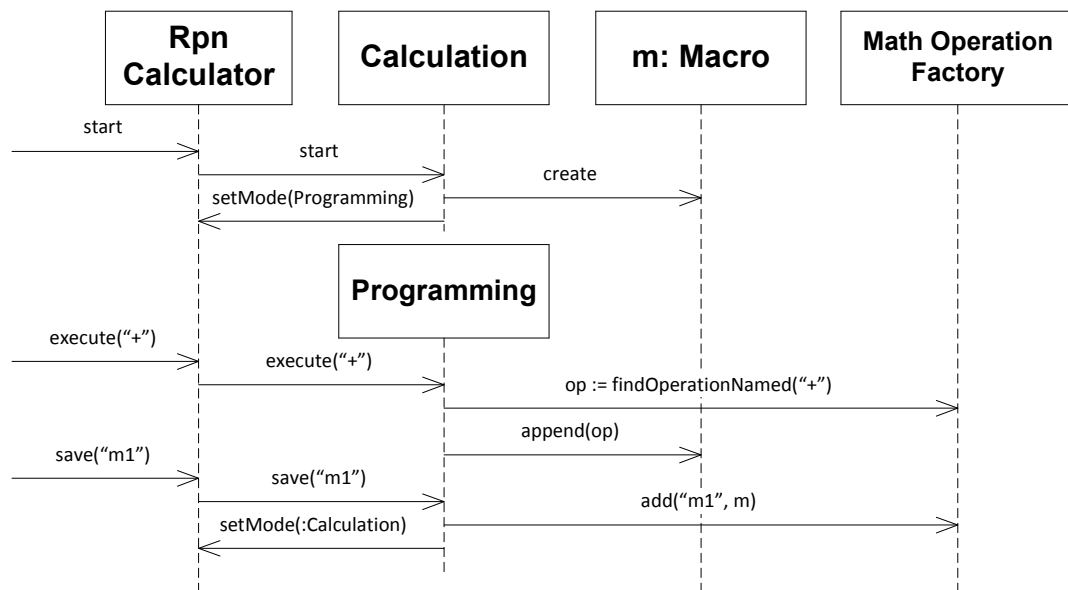 Rpn
Calculator
Calculation
m: Macro
Math Operation
Factory
start
start
create
setMode(Programming)
Programming
execute(“+”)
execute(“+”)
op := findOperationNamed(“+”)
append(op)
save(“m1”)
save(“m1”)
add(“m1”, m)
setMode(:Calculation)